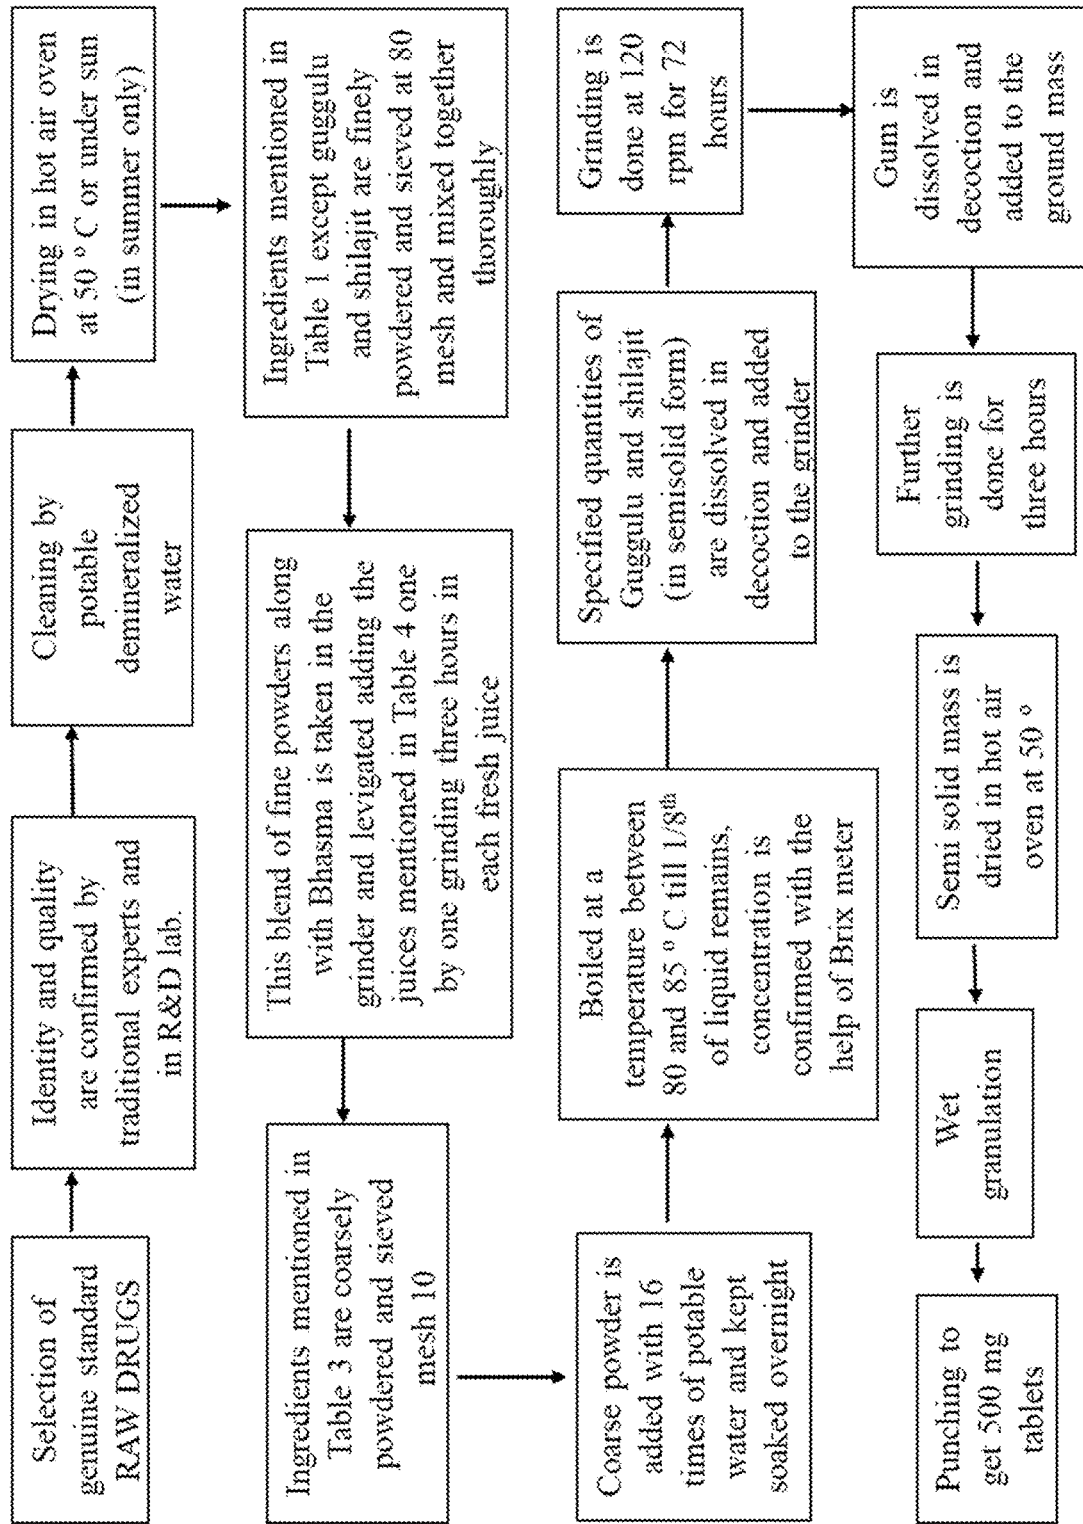 Selection of
genuine standard
RAW DRUGS
Identity and quality
are confirmed by
traditional experts and
in R&D lab.
Cleaning by
potable
demineralized
water
Drying in hot air oven
at 50 ° C or under sun
(in summer only)
Ingredients mentioned in
Table 1 except guggulu
and shilajit are finely
powdered and sieved at 80
mesh and mixed together
thoroughly
This blend of fine powders along
with Bhasma is taken in the
grinder and levigated adding the
juices mentioned in Table 4 one
by one grinding three hours in
each fresh juice
Ingredients mentioned in
Table 3 are coarsely
powdered and sieved
mesh 10
Coarse powder is
added with 16
times of potable
water and kept
soaked overnight
Boiled at a
temperature between
80 and 85 ° C till 1/8th
of liquid remains,
concentration is
confirmed with the
help of Brix meter
Specified quantities of
Guggulu and shilajit
(in semisolid form)
are dissolved in
decoction and added
to the grinder
Grinding is
done at 120
rpm for 72
hours
Gum is
dissolved in
decoction and
added to the
ground mass
Further
grinding is
done for
three hours
Semi solid mass is
dried in hot air
oven at 50 °
Wet
granulation
Punching to
get 500 mg
tablets